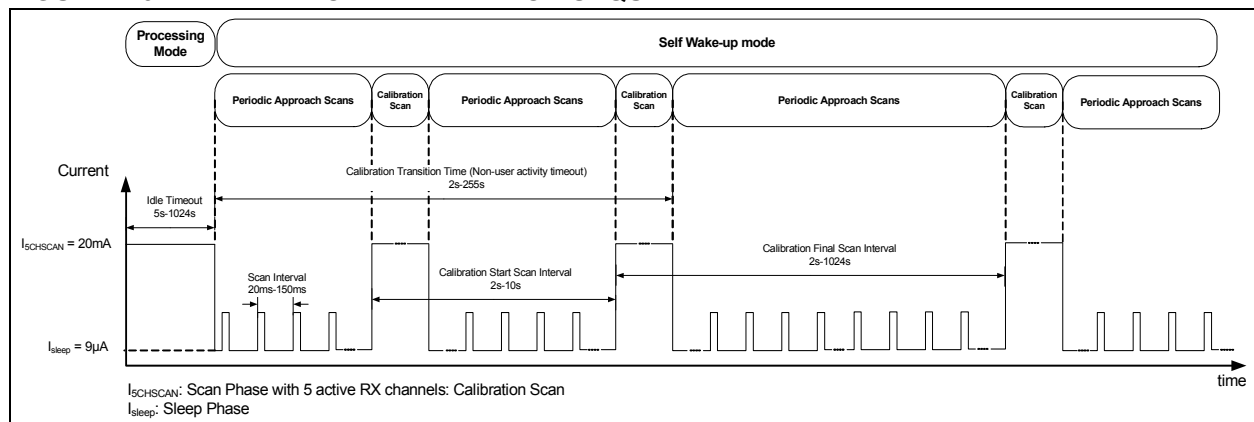 Processing
Mode
Self Wake-up mode
Periodic Approach Scans
Calibration
Scan
Periodic Approach Scans
Calibration
Scan
Periodic Approach Scans
Calibration
Scan
Periodic Approach Scans
Current
Calibration Transition Time (Non-user activity timeout)
2s-255s
Idle Timeout
5s-1024s
I5CHSCAN = 20mA
Scan Interval
20ms-150ms
Calibration Start Scan Interval
2s-10s
Calibration Final Scan Interval
2s-1024s
Isleep = 9µA
time
I5CHSCAN: Scan Phase with 5 active RX channels: Calibration Scan
Isleep: Sleep Phase